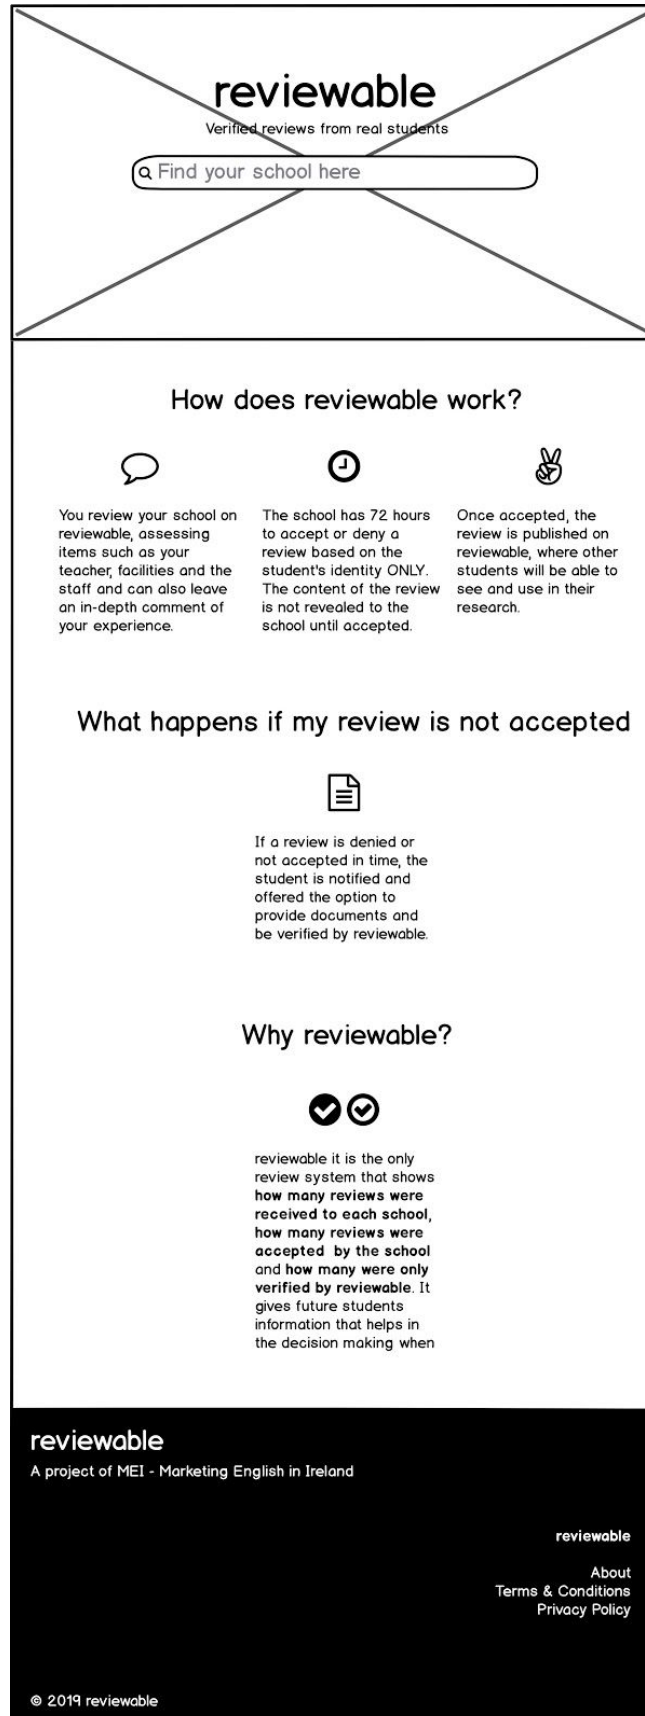 reviewable
Verified reviews from real students
Find your school here
How does reviewable work?
You review your school on
reviewable, assessing
items such as your
teacher, facilities and the
staff and can also leave
an in-depth comment of
your experience.
The school has 72 hours
to accept or deny a
review based on the
student's identity ONLY.
The content of the review
is not revealed to the
school until accepted.
Once accepted, the
review is published on
reviewable, where other
students will be able to
see and use in their
research.
What happens if my review is not accepted
If a review is denied or
not accepted in time, the
student is notified and
offered the option to
provide documents and
be verified by reviewable.
Why reviewable?
reviewable it is the only
review system that shows
how many reviews were
received to each school,
how many reviews were
accepted by the school
and how many were only
verified by reviewable. It
gives future students
information that helps in
the decision making when
reviewable
A project of MEI - Marketing English in Ireland
reviewable
About
Terms & Conditions
Privacy Policy
© 2019 reviewable